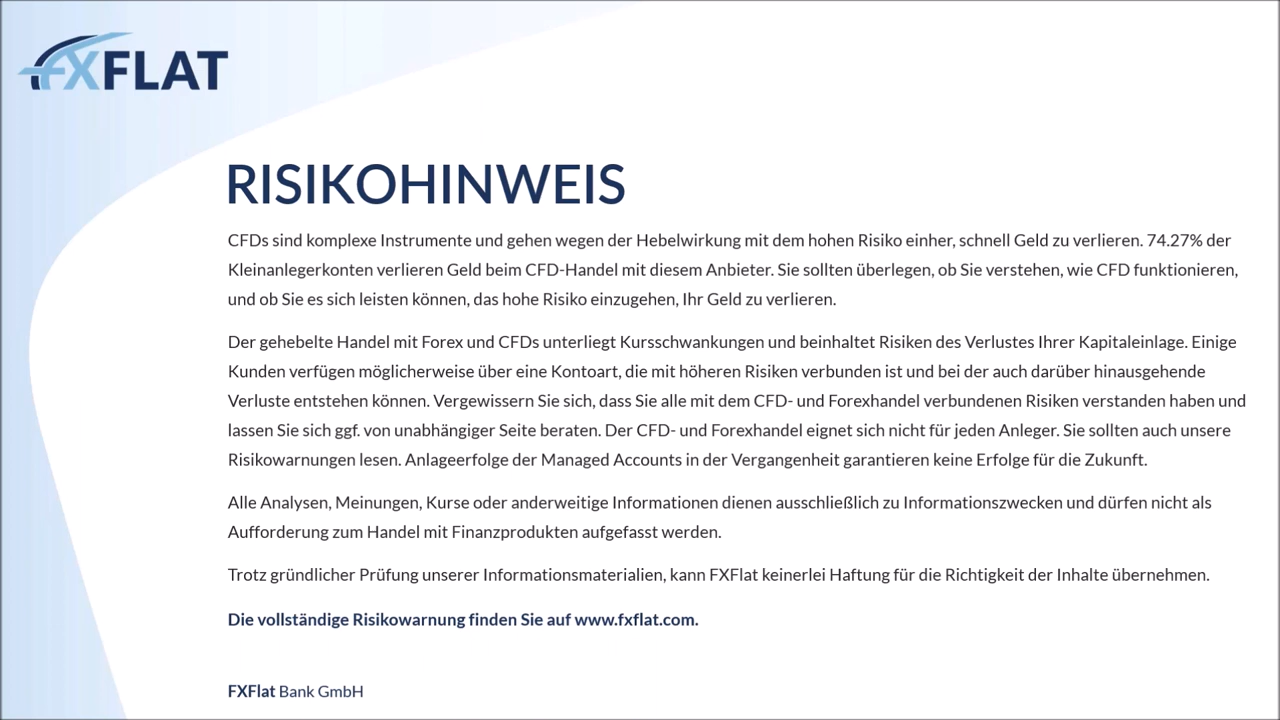 FXFLAT
RISIKOHINWEIS
CFDs sind komplexe Instrumente und gehen wegen der Hebelwirkung mit dem hohen Risiko einher, schnell Geld zu verlieren. 74.27% der
Kleinanlegerkonten verlieren Geld beim CFD-Handel mit diesem Anbieter. Sie sollten überlegen, ob Sie verstehen, wie CFD funktionieren,
und ob Sie es sich leisten können, das hohe Risiko einzugehen, Ihr Geld zu verlieren.
Der gehebelte Handel mit Forex und CFDs unterliegt Kursschwankungen und beinhaltet Risiken des Verlustes Ihrer Kapitaleinlage. Einige
Kunden verfügen möglicherweise über eine Kontoart, die mit höheren Risiken verbunden ist und bei der auch darüber hinausgehende
Verluste entstehen können. Vergewissern Sie sich, dass Sie alle mit dem CFD- und Forexhandel verbundenen Risiken verstanden haben und
lassen Sie sich ggf. von unabhängiger Seite beraten. Der CFD- und Forexhandel eignet sich nicht für jeden Anleger. Sie sollten auch unsere
Risikowarnungen lesen. Anlageerfolge der Managed Accounts in der Vergangenheit garantieren keine Erfolge für die Zukunft.
Alle Analysen, Meinungen, Kurse oder anderweitige Informationen dienen ausschließlich zu Informationszwecken und dürfen nicht als
Aufforderung zum Handel mit Finanzprodukten aufgefasst werden.
Trotz gründlicher Prüfung unserer Informationsmaterialien, kann FXFlat keinerlei Haftung für die Richtigkeit der Inhalte übernehmen.
Die vollständige Risikowarnung finden Sie auf www.fxflat.com.
FXFlat Bank GmbH